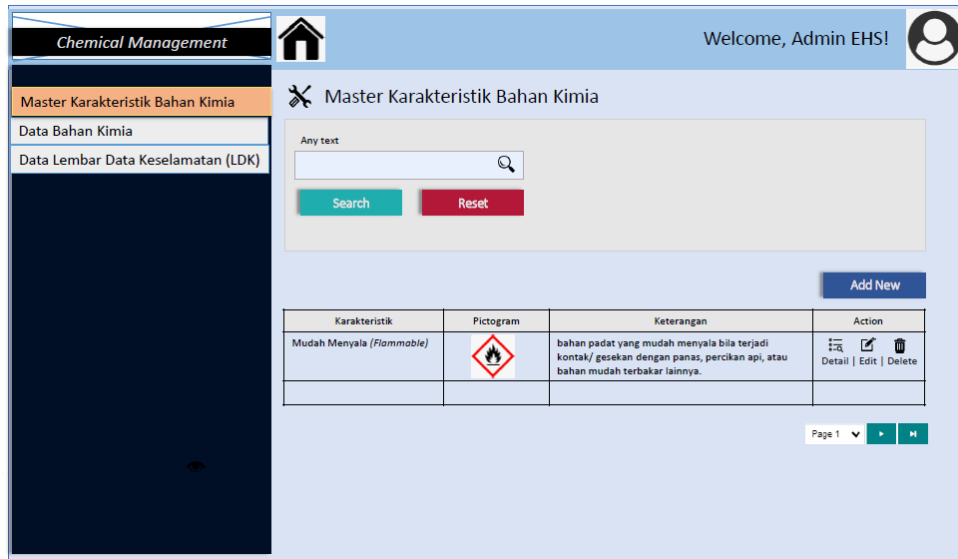 Chemical Management
Welcome, Admin EHS!
Master Karakteristik Bahan Kimia
Data Bahan Kimia
Data Lembar Data Keselamatan (LDK)
Master Karakteristik Bahan Kimia
Any text
Search
Reset
Add New
Karakteristik
Pictogram
Keterangan
Action
Mudah Menyala (Flammable)
bahan padat yang mudah menyala bila terjadi
kontak/ gesekan dengan panas, percikan api, atau
bahan mudah terbakar lainnya.
Detail | Edit | Delete
Page 1